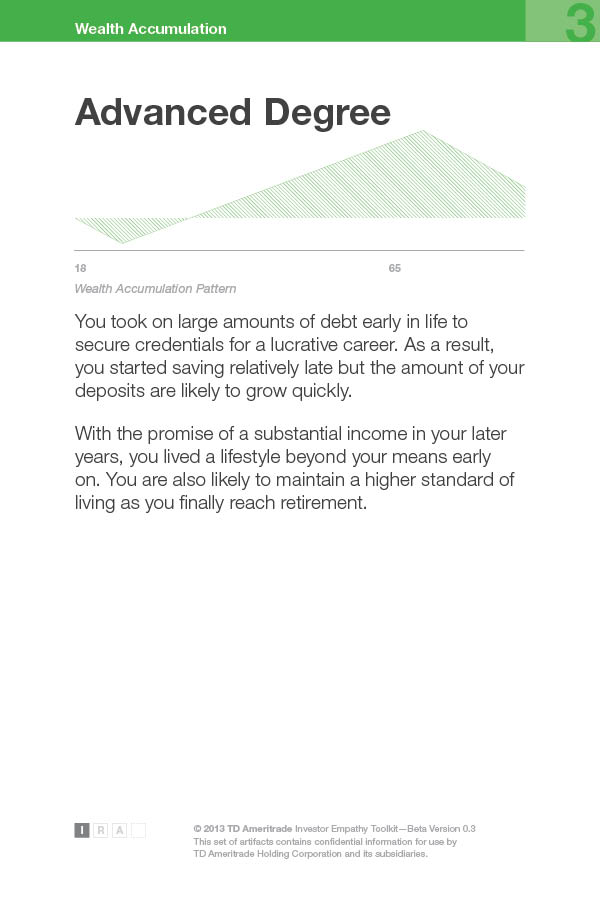 Wealth Accumulation
3
Advanced Degree
18 65
Wealth Accumulation Pattern
You took on large amounts of debt early in life to
secure credentials for a lucrative career. As a result,
you started saving relatively late but the amount of your
deposits are likely to grow quickly.
With the promise of a substantial income in your later
years, you lived a lifestyle beyond your means early
on. You are also likely to maintain a higher standard of
living as you finally reach retirement.
I R A
© 2013 TD Ameritrade Investor Empathy Toolkit—Beta Version 0.3
This set of artifacts contains confidential information for use by
TD Ameritrade Holding Corporation and its subsidiaries.